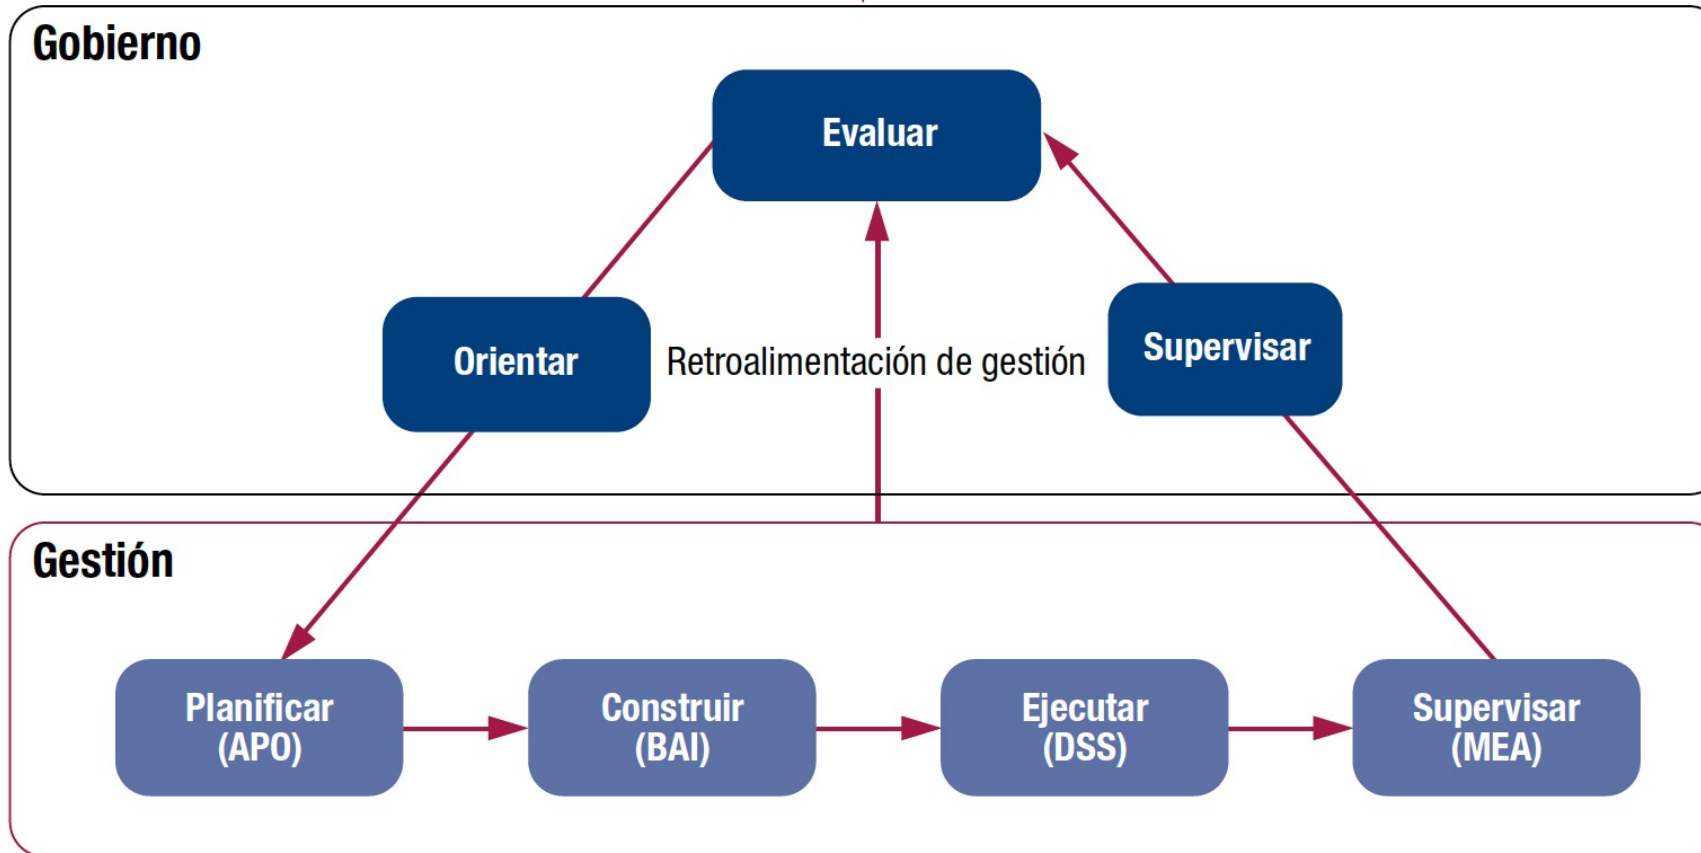 Gobierno
Evaluar
Orientar
Retroalimentación de gestión
Supervisar
Gestión
Planificar
(APO)
Construir
(BAI)
Ejecutar
(DSS)
Supervisar
(MEA)